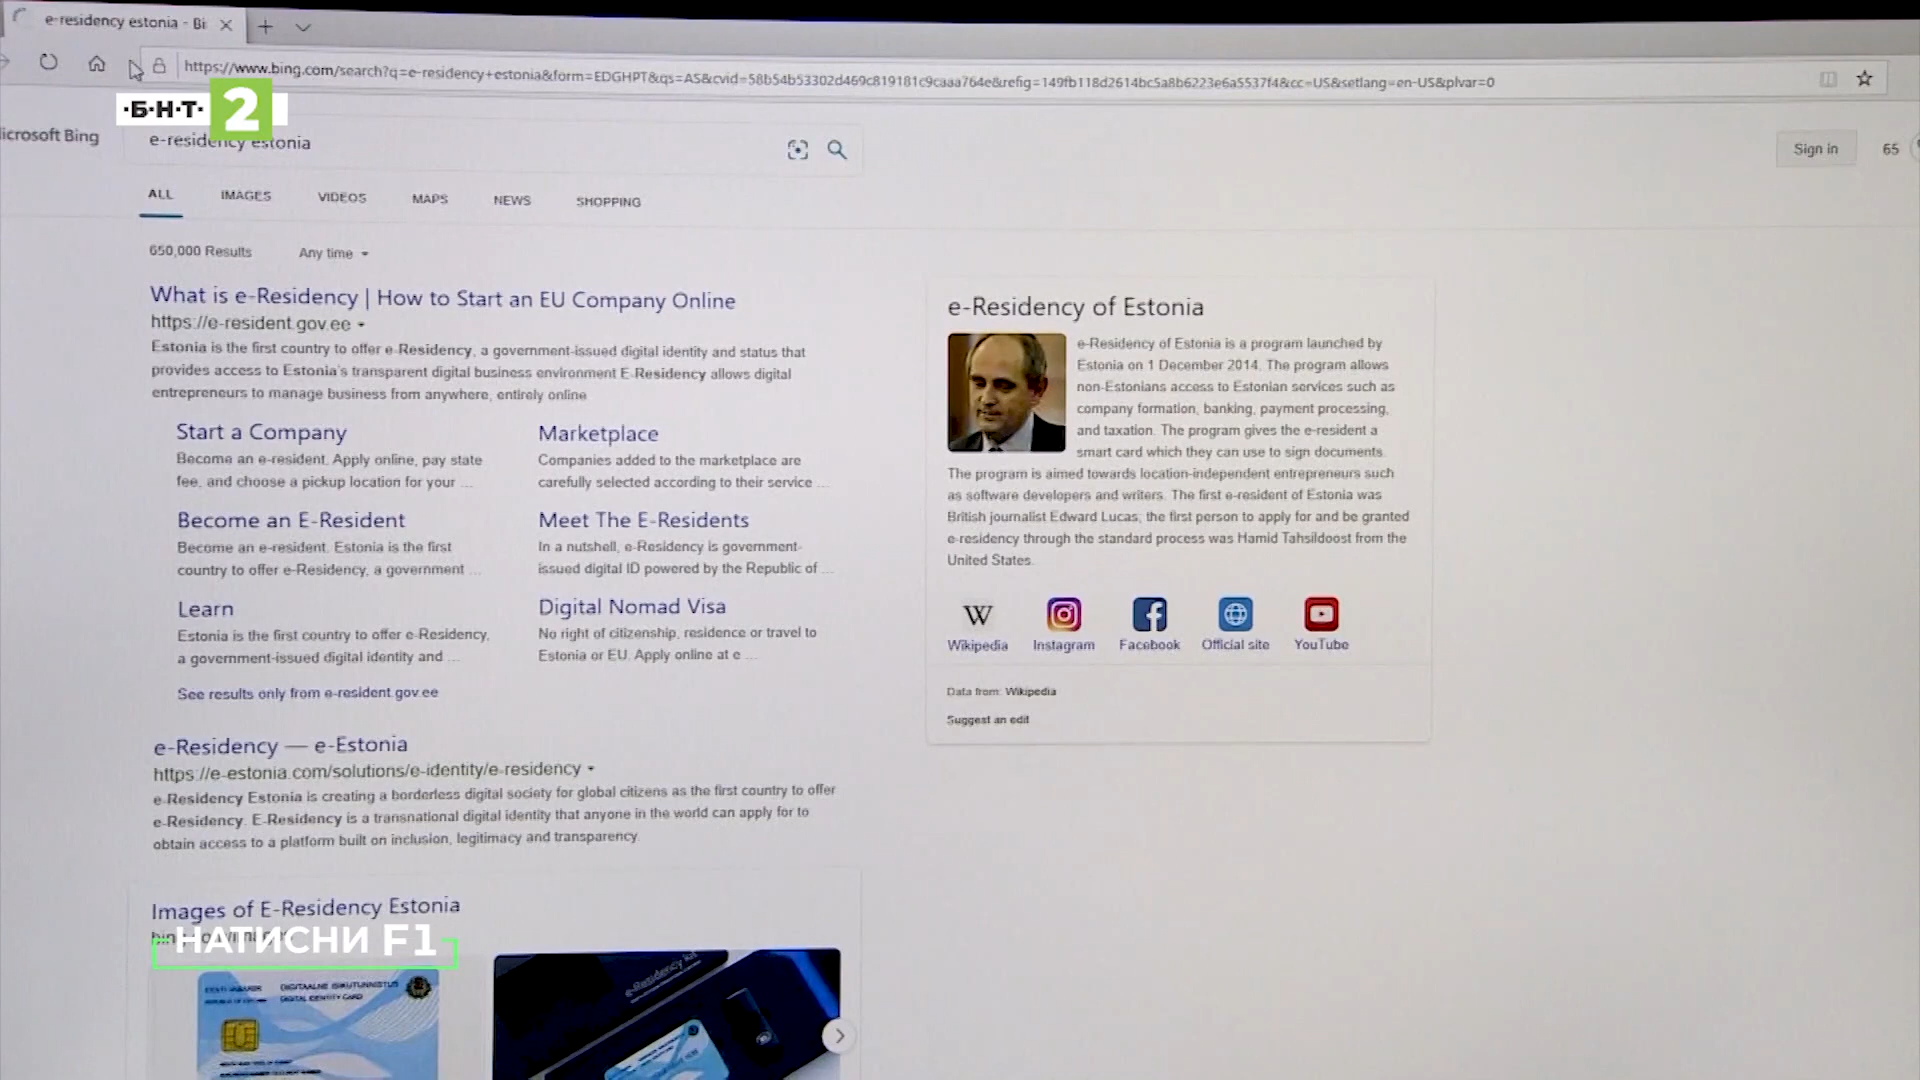 e-residency estonia - Bi
https://www.bing.com/search?q=e-residency+estonia&form=EDGHPT&qs=AS&cvid=58b54b53302d469c819181c9caaa764e&refig=149fb118d2614bc5a8b6223e6a5537f4&cc=US&setlang=en-US&plvar=0
·БНТ· 2
icrosoft Bing
e-residency estonia
Sign in 65
ALL IMAGES VIDEOS MAPS NEWS SHOPPING
650,000 Results Any time
What is e-Residency | How to Start an EU Company Online
https://e-resident.gov.ee
Estonia is the first country to offer e-Residency, a government-issued digital identity and status that
provides access to Estonia's transparent digital business environment E-Residency allows digital
entrepreneurs to manage business from anywhere, entirely online
Start a Company
Become an e-resident. Apply online, pay state
fee, and choose a pickup location for your ...
Marketplace
Companies added to the marketplace are
carefully selected according to their service ...
Become an E-Resident
Become an e-resident. Estonia is the first
country to offer e-Residency, a government ...
Meet The E-Residents
In a nutshell, e-Residency is government-
issued digital ID powered by the Republic of ...
Learn
Estonia is the first country to offer e-Residency,
a government-issued digital identity and ...
Digital Nomad Visa
No right of citizenship, residence or travel to
Estonia or EU. Apply online at e ...
See results only from e-resident.gov.ee
e-Residency — e-Estonia
https://e-estonia.com/solutions/e-identity/e-residency
e-Residency Estonia is creating a borderless digital society for global citizens as the first country to offer
e-Residency. E-Residency is a transnational digital identity that anyone in the world can apply for to
obtain access to a platform built on inclusion, legitimacy and transparency.
Images of E-Residency Estonia
НАТИСНИ F1
DIGITAALNE ISIKUTUNNISTUS
DIGITAL IDENTITY CARD
e-Residency kit
e-Residency of Estonia
e-Residency of Estonia is a program launched by
Estonia on 1 December 2014. The program allows
non-Estonians access to Estonian services such as
company formation, banking, payment processing,
and taxation. The program gives the e-resident a
smart card which they can use to sign documents.
The program is aimed towards location-independent entrepreneurs such
as software developers and writers. The first e-resident of Estonia was
British journalist Edward Lucas; the first person to apply for and be granted
e-residency through the standard process was Hamid Tahsildoost from the
United States.
Wikipedia Instagram Facebook Official site YouTube
Data from: Wikipedia
Suggest an edit